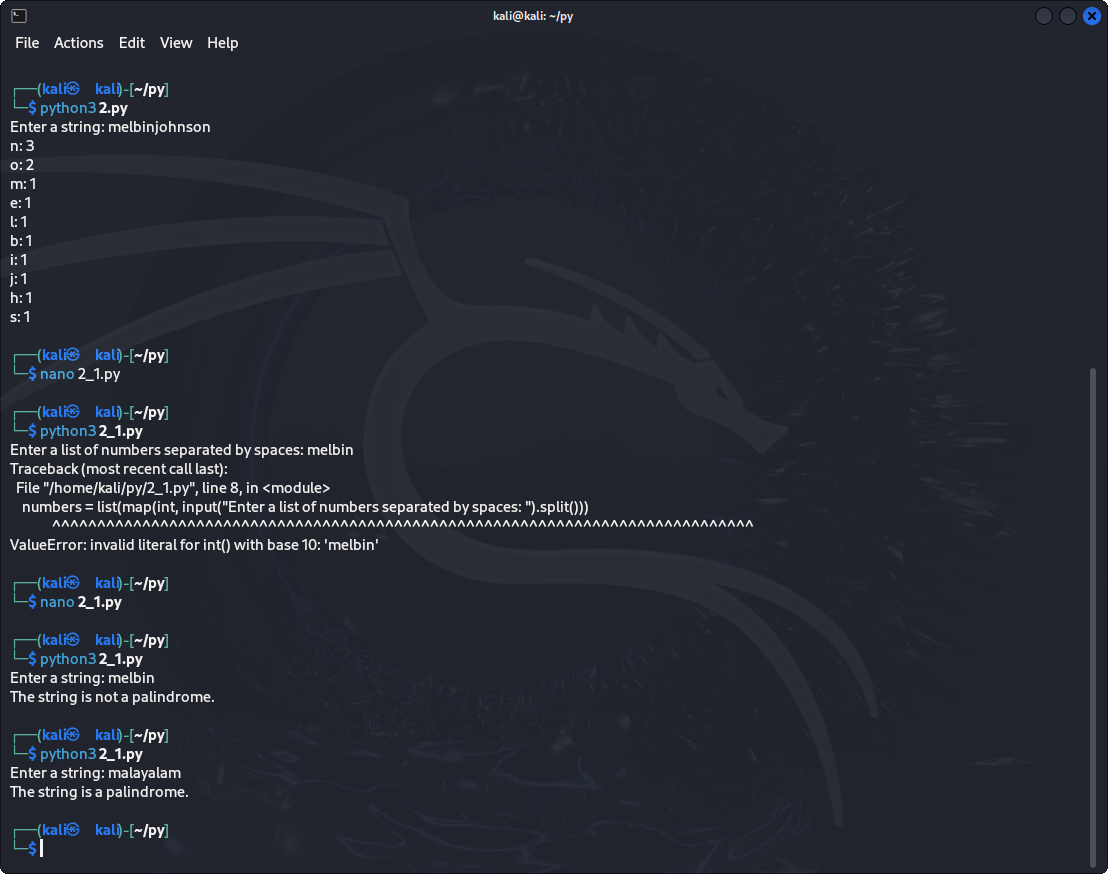 kali@kali: ~/py
File Actions Edit View Help
┌──(kali㉿kali)-[~/py]
└─$ python3 2.py
Enter a string: melbinjohnson
n: 3
o: 2
m: 1
e: 1
l: 1
b: 1
i: 1
j: 1
h: 1
s: 1
┌──(kali㉿kali)-[~/py]
└─$ nano 2_1.py
┌──(kali㉿kali)-[~/py]
└─$ python3 2_1.py
Enter a list of numbers separated by spaces: melbin
Traceback (most recent call last):
  File "/home/kali/py/2_1.py", line 8, in <module>
    numbers = list(map(int, input("Enter a list of numbers separated by spaces: ").split()))
              ^^^^^^^^^^^^^^^^^^^^^^^^^^^^^^^^^^^^^^^^^^^^^^^^^^^^^^^^^^^^^^^^^^^^^^^^^^^^^^
ValueError: invalid literal for int() with base 10: 'melbin'
┌──(kali㉿kali)-[~/py]
└─$ nano 2_1.py
┌──(kali㉿kali)-[~/py]
└─$ python3 2_1.py
Enter a string: melbin
The string is not a palindrome.
┌──(kali㉿kali)-[~/py]
└─$ python3 2_1.py
Enter a string: malayalam
The string is a palindrome.
┌──(kali㉿kali)-[~/py]
└─$